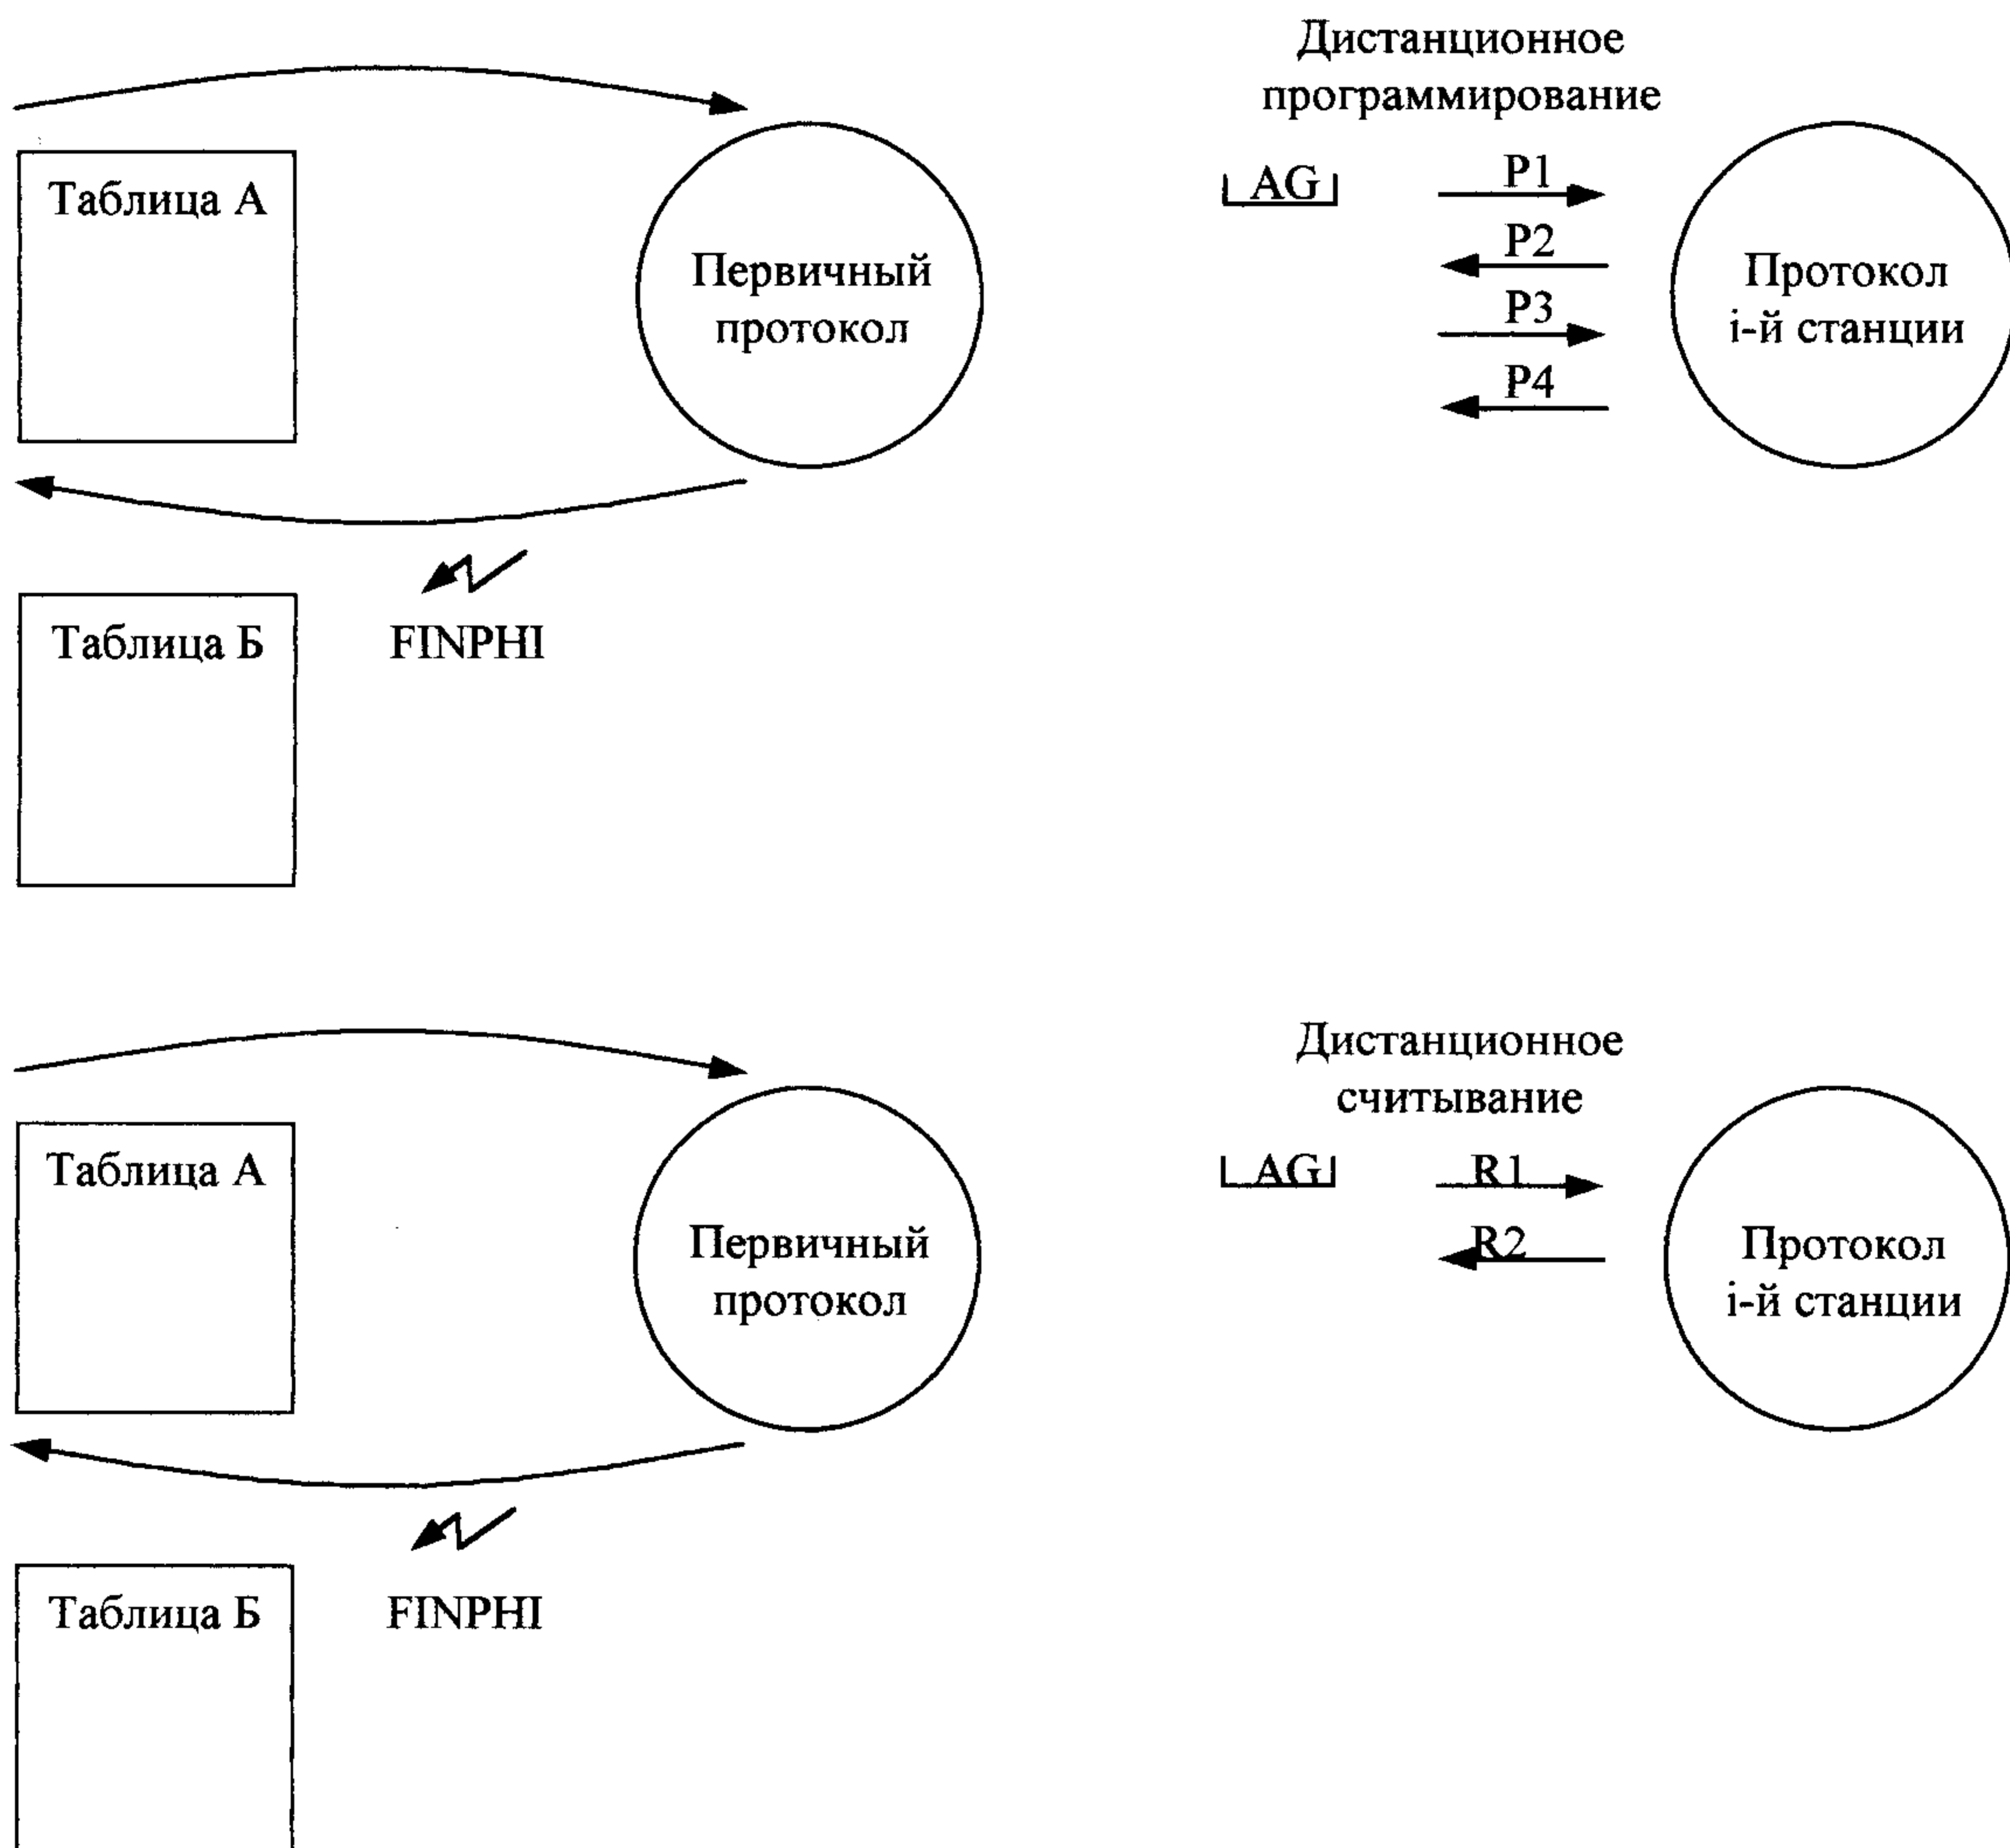 Дистанционное
программирование
Таблица А
AG
P1
P2
P3
P4
Первичный
протокол
Протокол
i-й станции
Таблица Б
FINPHI
Дистанционное
считывание
Таблица А
AG
R1
R2
Первичный
протокол
Протокол
i-й станции
Таблица Б
FINPHI